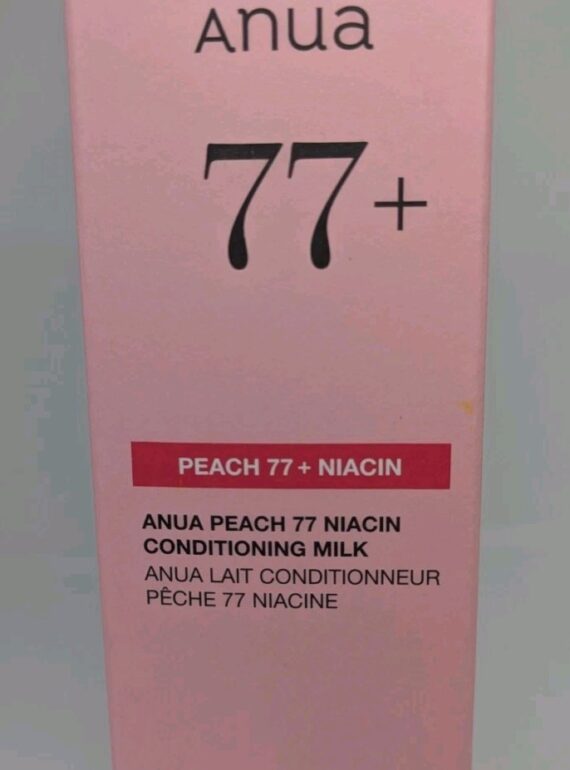 Anua
77+
PEACH 77+ NIACIN
ANUA PEACH 77 NIACIN
CONDITIONING MILK
ANUA LAIT CONDITIONNEUR
PÊCHE 77 NIACINE